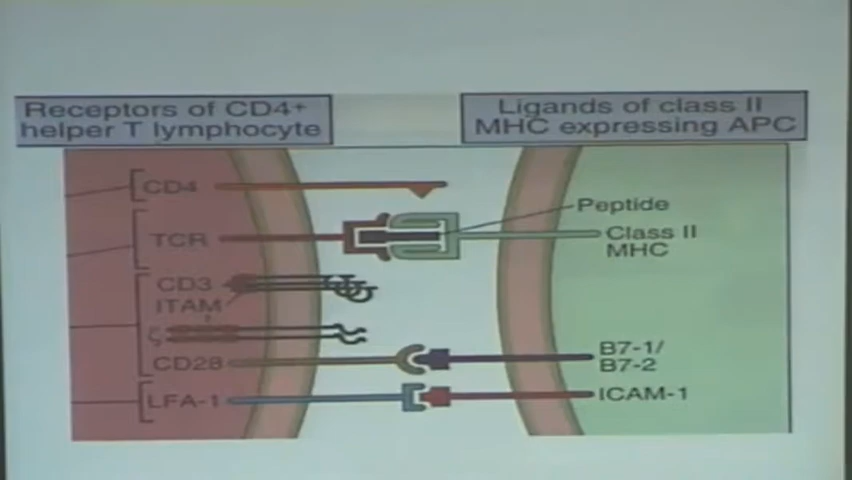 Receptors of CD4+
helper T lymphocyte
Ligands of class II
MHC expressing APC
CD4
TCR
CD3
ITAM
ζ
CD28
LFA-1
Peptide
Class II
MHC
B7-1/
B7-2
ICAM-1